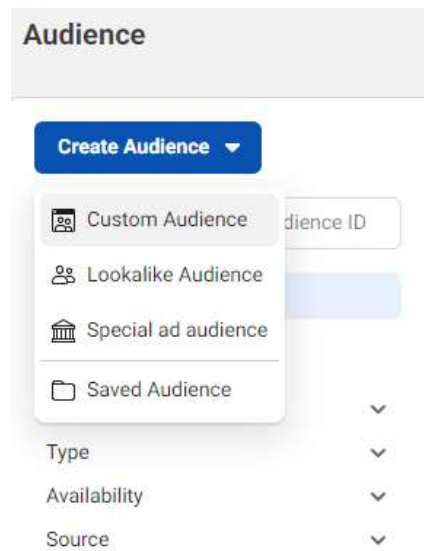 Audience
Create Audience
Custom Audience
dience ID
Lookalike Audience
Special ad audience
Saved Audience
Type
Availability
Source